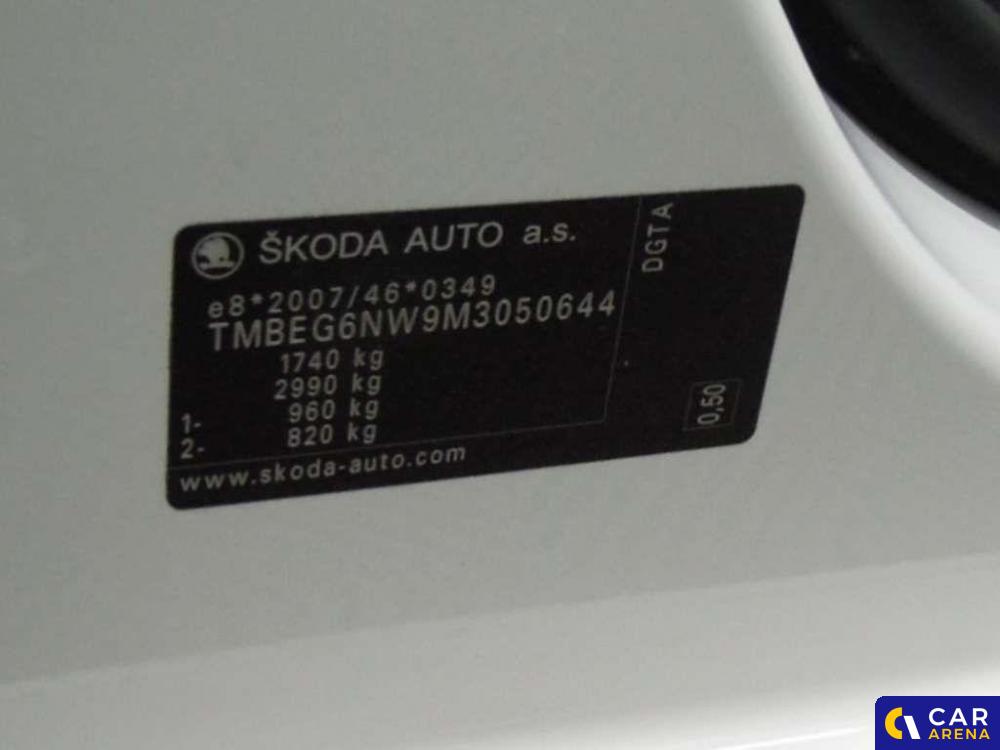 ŠKODA AUTO a.s.
e8*2007/46*0349
TMBEG6NW9M3050644
1740 kg
2990 kg
1- 960 kg
2- 820 kg
www.skoda-auto.com
DGTA
0,50
CAR
ARENA